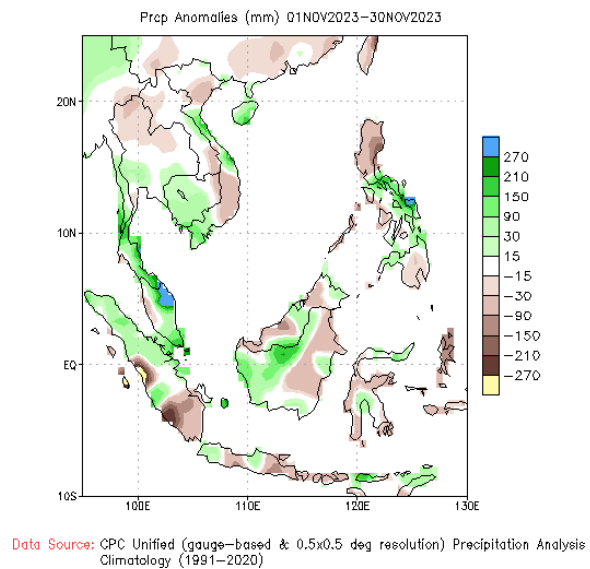 Prcp Anomalies (mm) 01NOV2023-30NOV2023
20N
10N
EQ
10S
100E
110E
120E
130E
270
210
150
90
30
15
-15
-30
-90
-150
-210
-270
Data Source: CPC Unified (gauge-based & 0.5x0.5 deg resolution) Precipitation Analysis
Climatology (1991-2020)